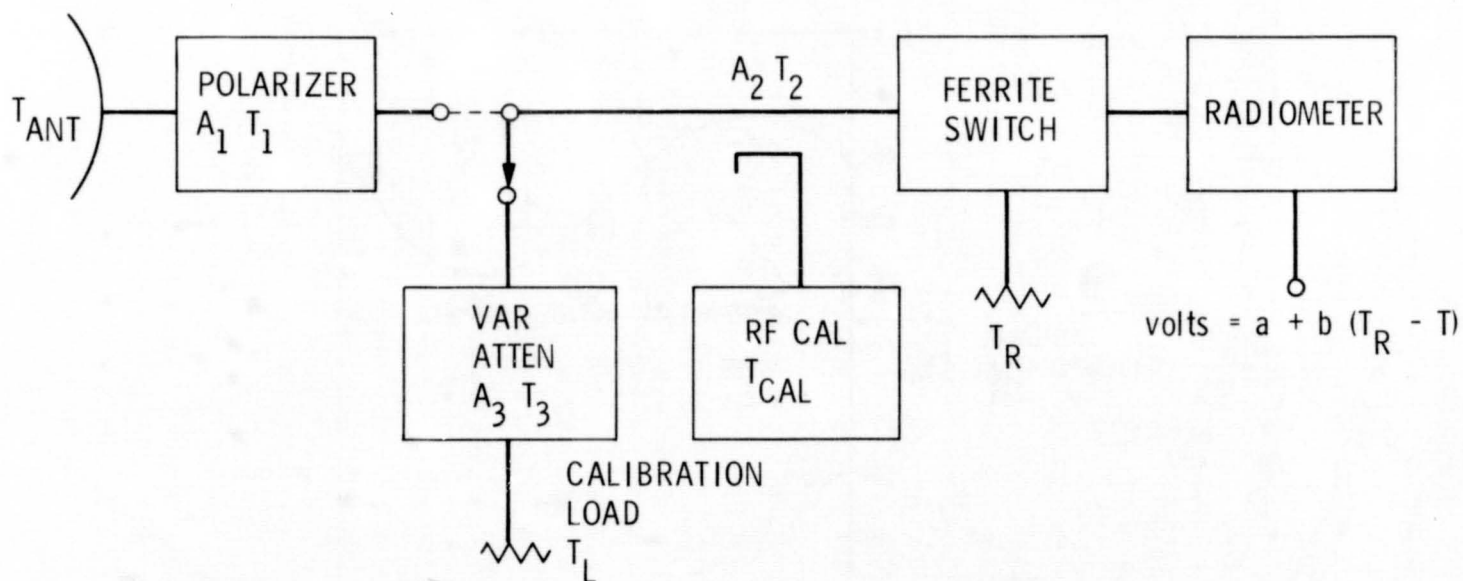 T_ANT
POLARIZER
A_1 T_1
A_2 T_2
FERRITE
SWITCH
RADIOMETER
VAR
ATTEN
A_3 T_3
RF CAL
T_CAL
T_R
volts = a + b (T_R - T)
CALIBRATION
LOAD
T_L